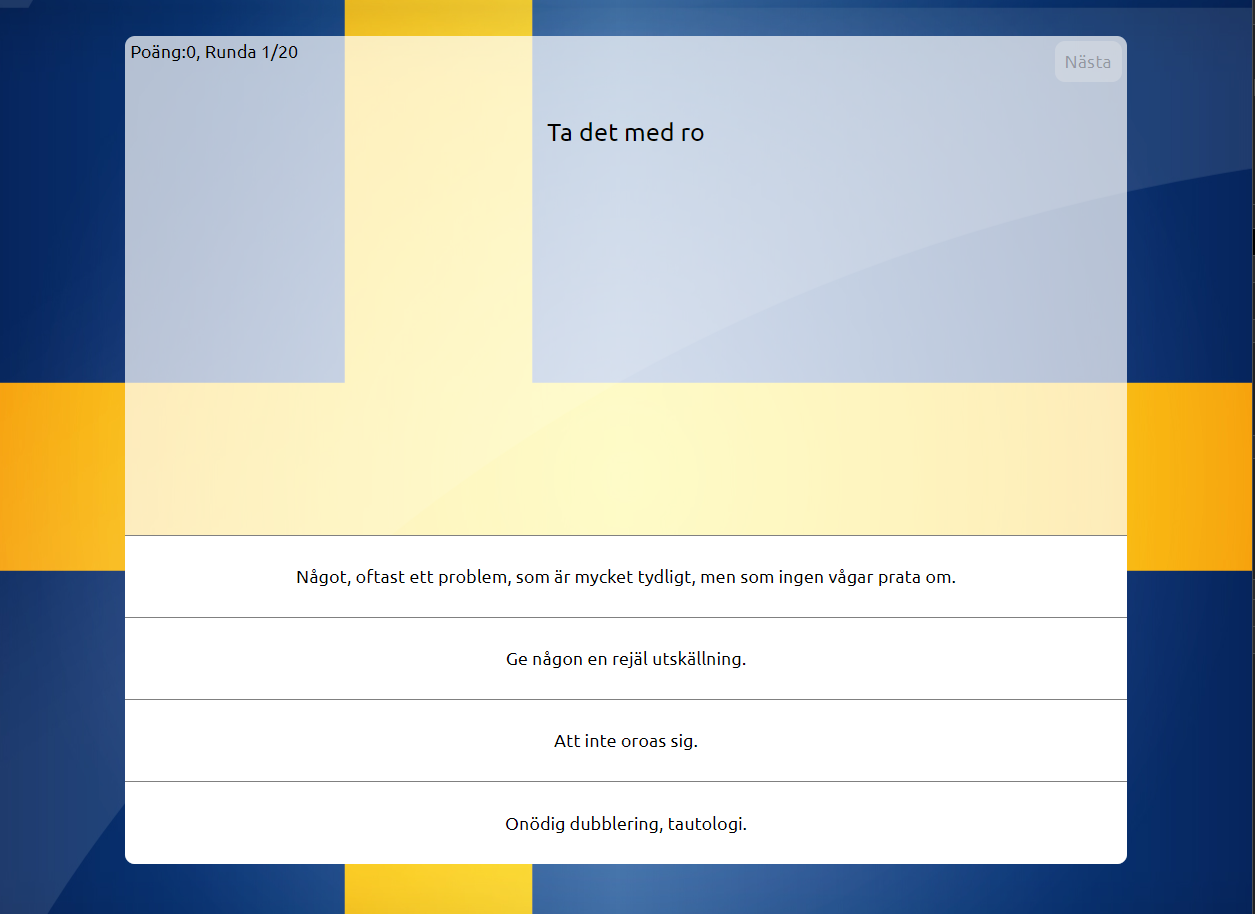 Poäng:0, Runda 1/20
Nästa
Ta det med ro
Något, oftast ett problem, som är mycket tydligt, men som ingen vågar prata om.
Ge någon en rejäl utskällning.
Att inte oroas sig.
Onödig dubblering, tautologi.